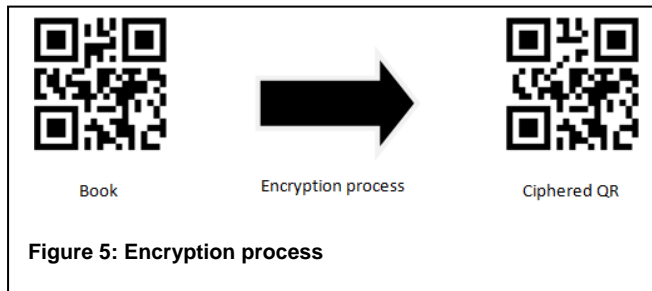 Book
Encryption process
Ciphered QR
Figure 5: Encryption process